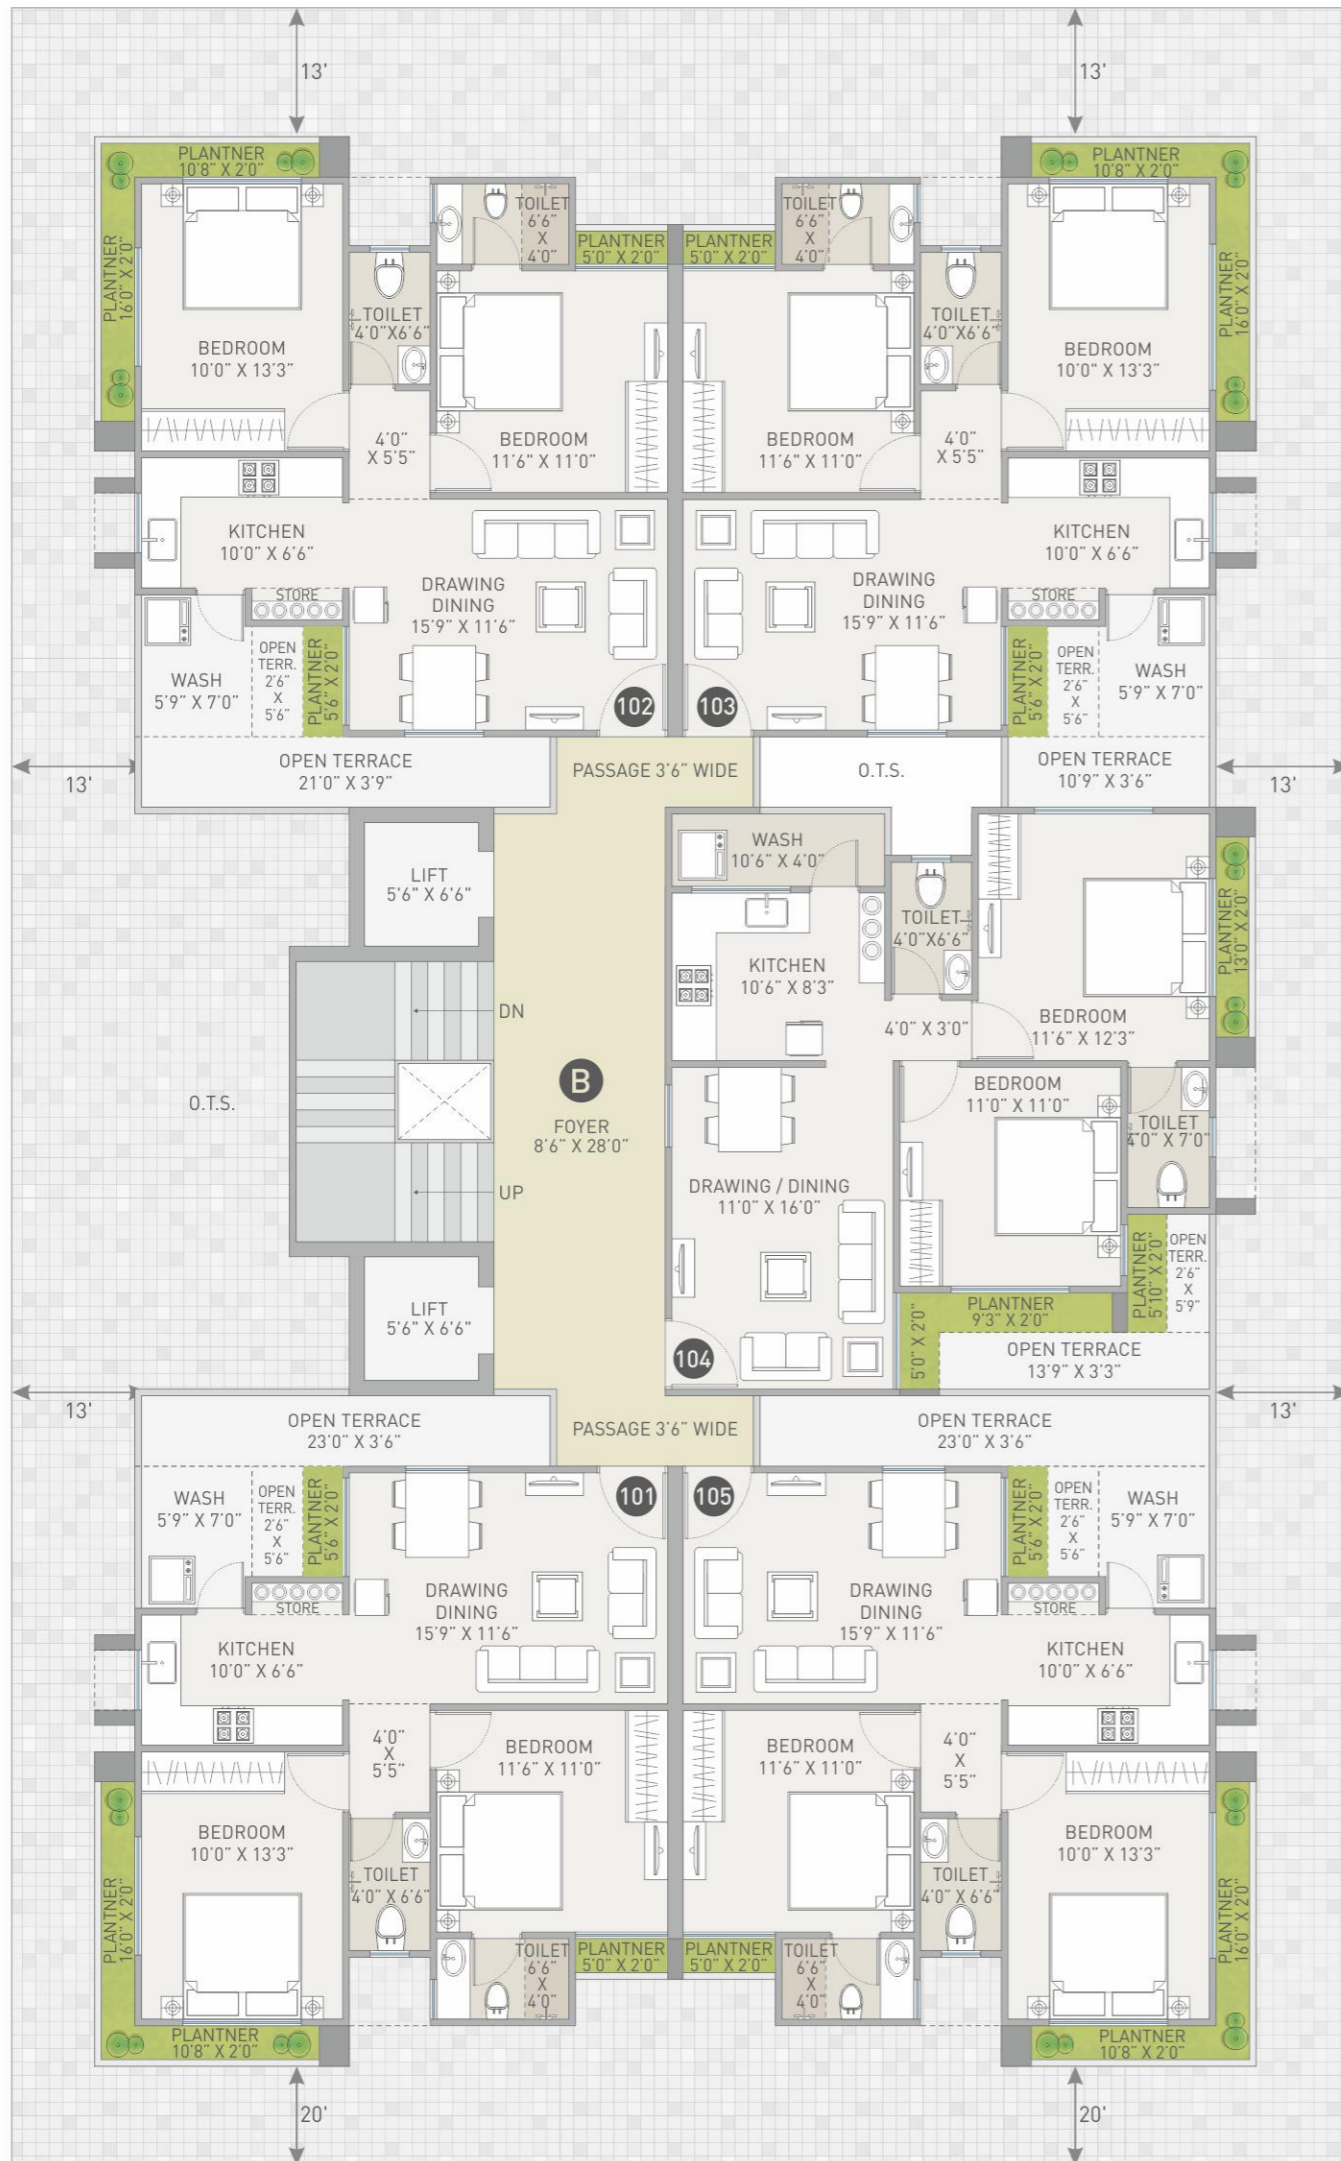 13'
13'
PLANTNER
10'8" X 2'0"
PLANTNER
10'8" X 2'0"
TOILET
6'6"
X
4'0"
TOILET
6'6"
X
4'0"
PLANTNER
5'0" X 2'0"
PLANTNER
5'0" X 2'0"
PLANTNER
16'0" X 2'0"
PLANTNER
16'0" X 2'0"
TOILET
4'0"X6'6"
TOILET
4'0"X6'6"
BEDROOM
10'0" X 13'3"
BEDROOM
10'0" X 13'3"
4'0"
X 5'5"
BEDROOM
11'6" X 11'0"
BEDROOM
11'6" X 11'0"
4'0"
X 5'5"
KITCHEN
10'0" X 6'6"
DRAWING
DINING
15'9" X 11'6"
DRAWING
DINING
15'9" X 11'6"
KITCHEN
10'0" X 6'6"
STORE
STORE
WASH
5'9" X 7'0"
OPEN
TERR.
2'6"
X
5'6"
PLANTNER
5'6" X 2'0"
102
103
PLANTNER
5'6" X 2'0"
OPEN
TERR.
2'6"
X
5'6"
WASH
5'9" X 7'0"
13'
OPEN TERRACE
21'0" X 3'9"
PASSAGE 3'6" WIDE
O.T.S.
OPEN TERRACE
10'9" X 3'6"
13'
LIFT
5'6" X 6'6"
WASH
10'6" X 4'0"
TOILET
4'0"X6'6"
PLANTNER
13'0" X 2'0"
KITCHEN
10'6" X 8'3"
DN
4'0" X 3'0"
BEDROOM
11'6" X 12'3"
O.T.S.
B
FOYER
8'6" X 28'0"
BEDROOM
11'0" X 11'0"
TOILET
4'0" X 7'0"
UP
DRAWING / DINING
11'0" X 16'0"
PLANTNER
5'10" X 2'0"
OPEN
TERR.
2'6"
X
5'9"
LIFT
5'6" X 6'6"
PLANTNER
9'3" X 2'0"
5'0" X 2'0"
104
OPEN TERRACE
13'9" X 3'3"
13'
13'
OPEN TERRACE
23'0" X 3'6"
PASSAGE 3'6" WIDE
OPEN TERRACE
23'0" X 3'6"
WASH
5'9" X 7'0"
OPEN
TERR.
2'6"
X
5'6"
PLANTNER
5'6" X 2'0"
101
105
PLANTNER
5'6" X 2'0"
OPEN
TERR.
2'6"
X
5'6"
WASH
5'9" X 7'0"
STORE
STORE
DRAWING
DINING
15'9" X 11'6"
DRAWING
DINING
15'9" X 11'6"
KITCHEN
10'0" X 6'6"
KITCHEN
10'0" X 6'6"
4'0"
X
5'5"
BEDROOM
11'6" X 11'0"
BEDROOM
11'6" X 11'0"
4'0"
X
5'5"
BEDROOM
10'0" X 13'3"
BEDROOM
10'0" X 13'3"
TOILET
4'0" X 6'6"
TOILET
4'0" X 6'6"
PLANTNER
16'0" X 2'0"
PLANTNER
16'0" X 2'0"
TOILET
6'6"
X
4'0"
PLANTNER
5'0" X 2'0"
PLANTNER
5'0" X 2'0"
TOILET
6'6"
X
4'0"
PLANTNER
10'8" X 2'0"
PLANTNER
10'8" X 2'0"
20'
20'